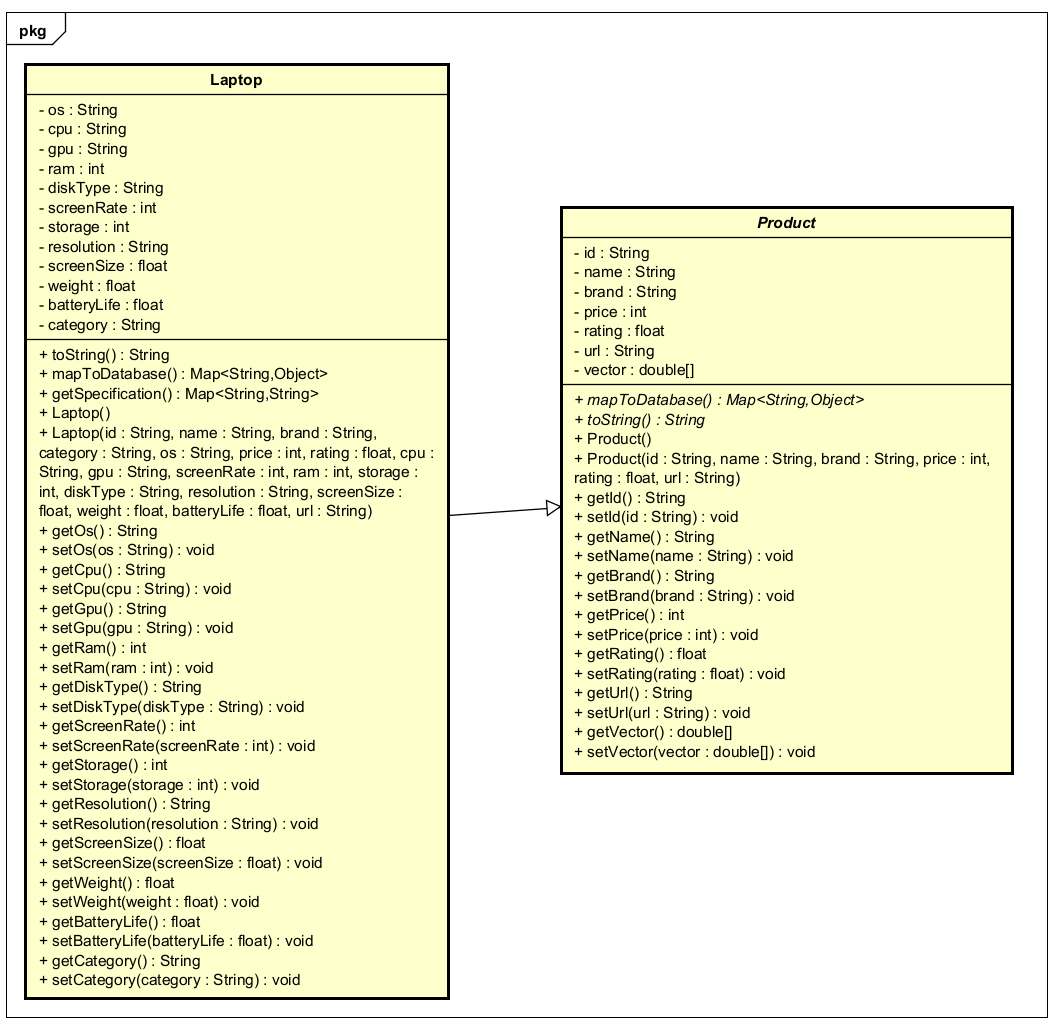 pkg
Laptop
- os : String
- cpu : String
- gpu : String
- ram : int
- diskType : String
- screenRate : int
- storage : int
- resolution : String
- screenSize : float
- weight : float
- batteryLife : float
- category : String
+ toString() : String
+ mapToDatabase() : Map<String,Object>
+ getSpecification() : Map<String,String>
+ Laptop()
+ Laptop(id : String, name : String, brand : String,
category : String, os : String, price : int, rating : float, cpu :
String, gpu : String, screenRate : int, ram : int, storage :
int, diskType : String, resolution : String, screenSize :
float, weight : float, batteryLife : float, url : String)
+ getOs() : String
+ setOs(os : String) : void
+ getCpu() : String
+ setCpu(cpu : String) : void
+ getGpu() : String
+ setGpu(gpu : String) : void
+ getRam() : int
+ setRam(ram : int) : void
+ getDiskType() : String
+ setDiskType(diskType : String) : void
+ getScreenRate() : int
+ setScreenRate(screenRate : int) : void
+ getStorage() : int
+ setStorage(storage : int) : void
+ getResolution() : String
+ setResolution(resolution : String) : void
+ getScreenSize() : float
+ setScreenSize(screenSize : float) : void
+ getWeight() : float
+ setWeight(weight : float) : void
+ getBatteryLife() : float
+ setBatteryLife(batteryLife : float) : void
+ getCategory() : String
+ setCategory(category : String) : void
Product
- id : String
- name : String
- brand : String
- price : int
- rating : float
- url : String
- vector : double[]
+ mapToDatabase() : Map<String,Object>
+ toString() : String
+ Product()
+ Product(id : String, name : String, brand : String, price : int,
rating : float, url : String)
+ getId() : String
+ setId(id : String) : void
+ getName() : String
+ setName(name : String) : void
+ getBrand() : String
+ setBrand(brand : String) : void
+ getPrice() : int
+ setPrice(price : int) : void
+ getRating() : float
+ setRating(rating : float) : void
+ getUrl() : String
+ setUrl(url : String) : void
+ getVector() : double[]
+ setVector(vector : double[]) : void